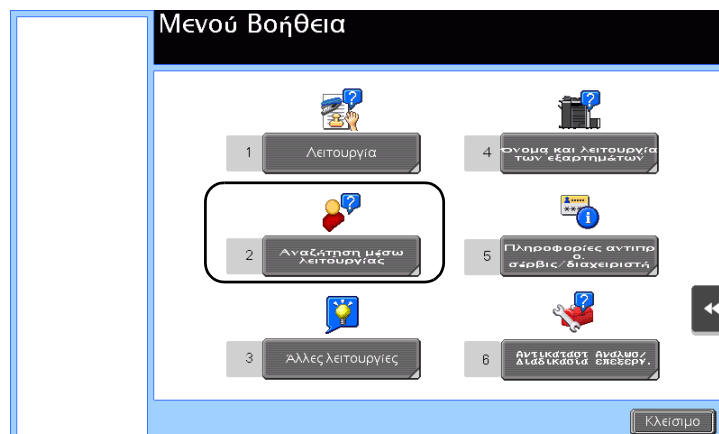 Μενού Βοήθεια
1
Λειτουργία
4
Όνομα και λειτουργία
των εξαρτημάτων
2
Αναζήτηση μέσω
λειτουργίας
5
Πληροφορίες αντιπρ
ο.
σέρβις/διαχειριστή
3
Άλλες λειτουργίες
6
Αντικατάστ Αναλωσ/
Διαδικασία επεξεργ.
Κλείσιμο